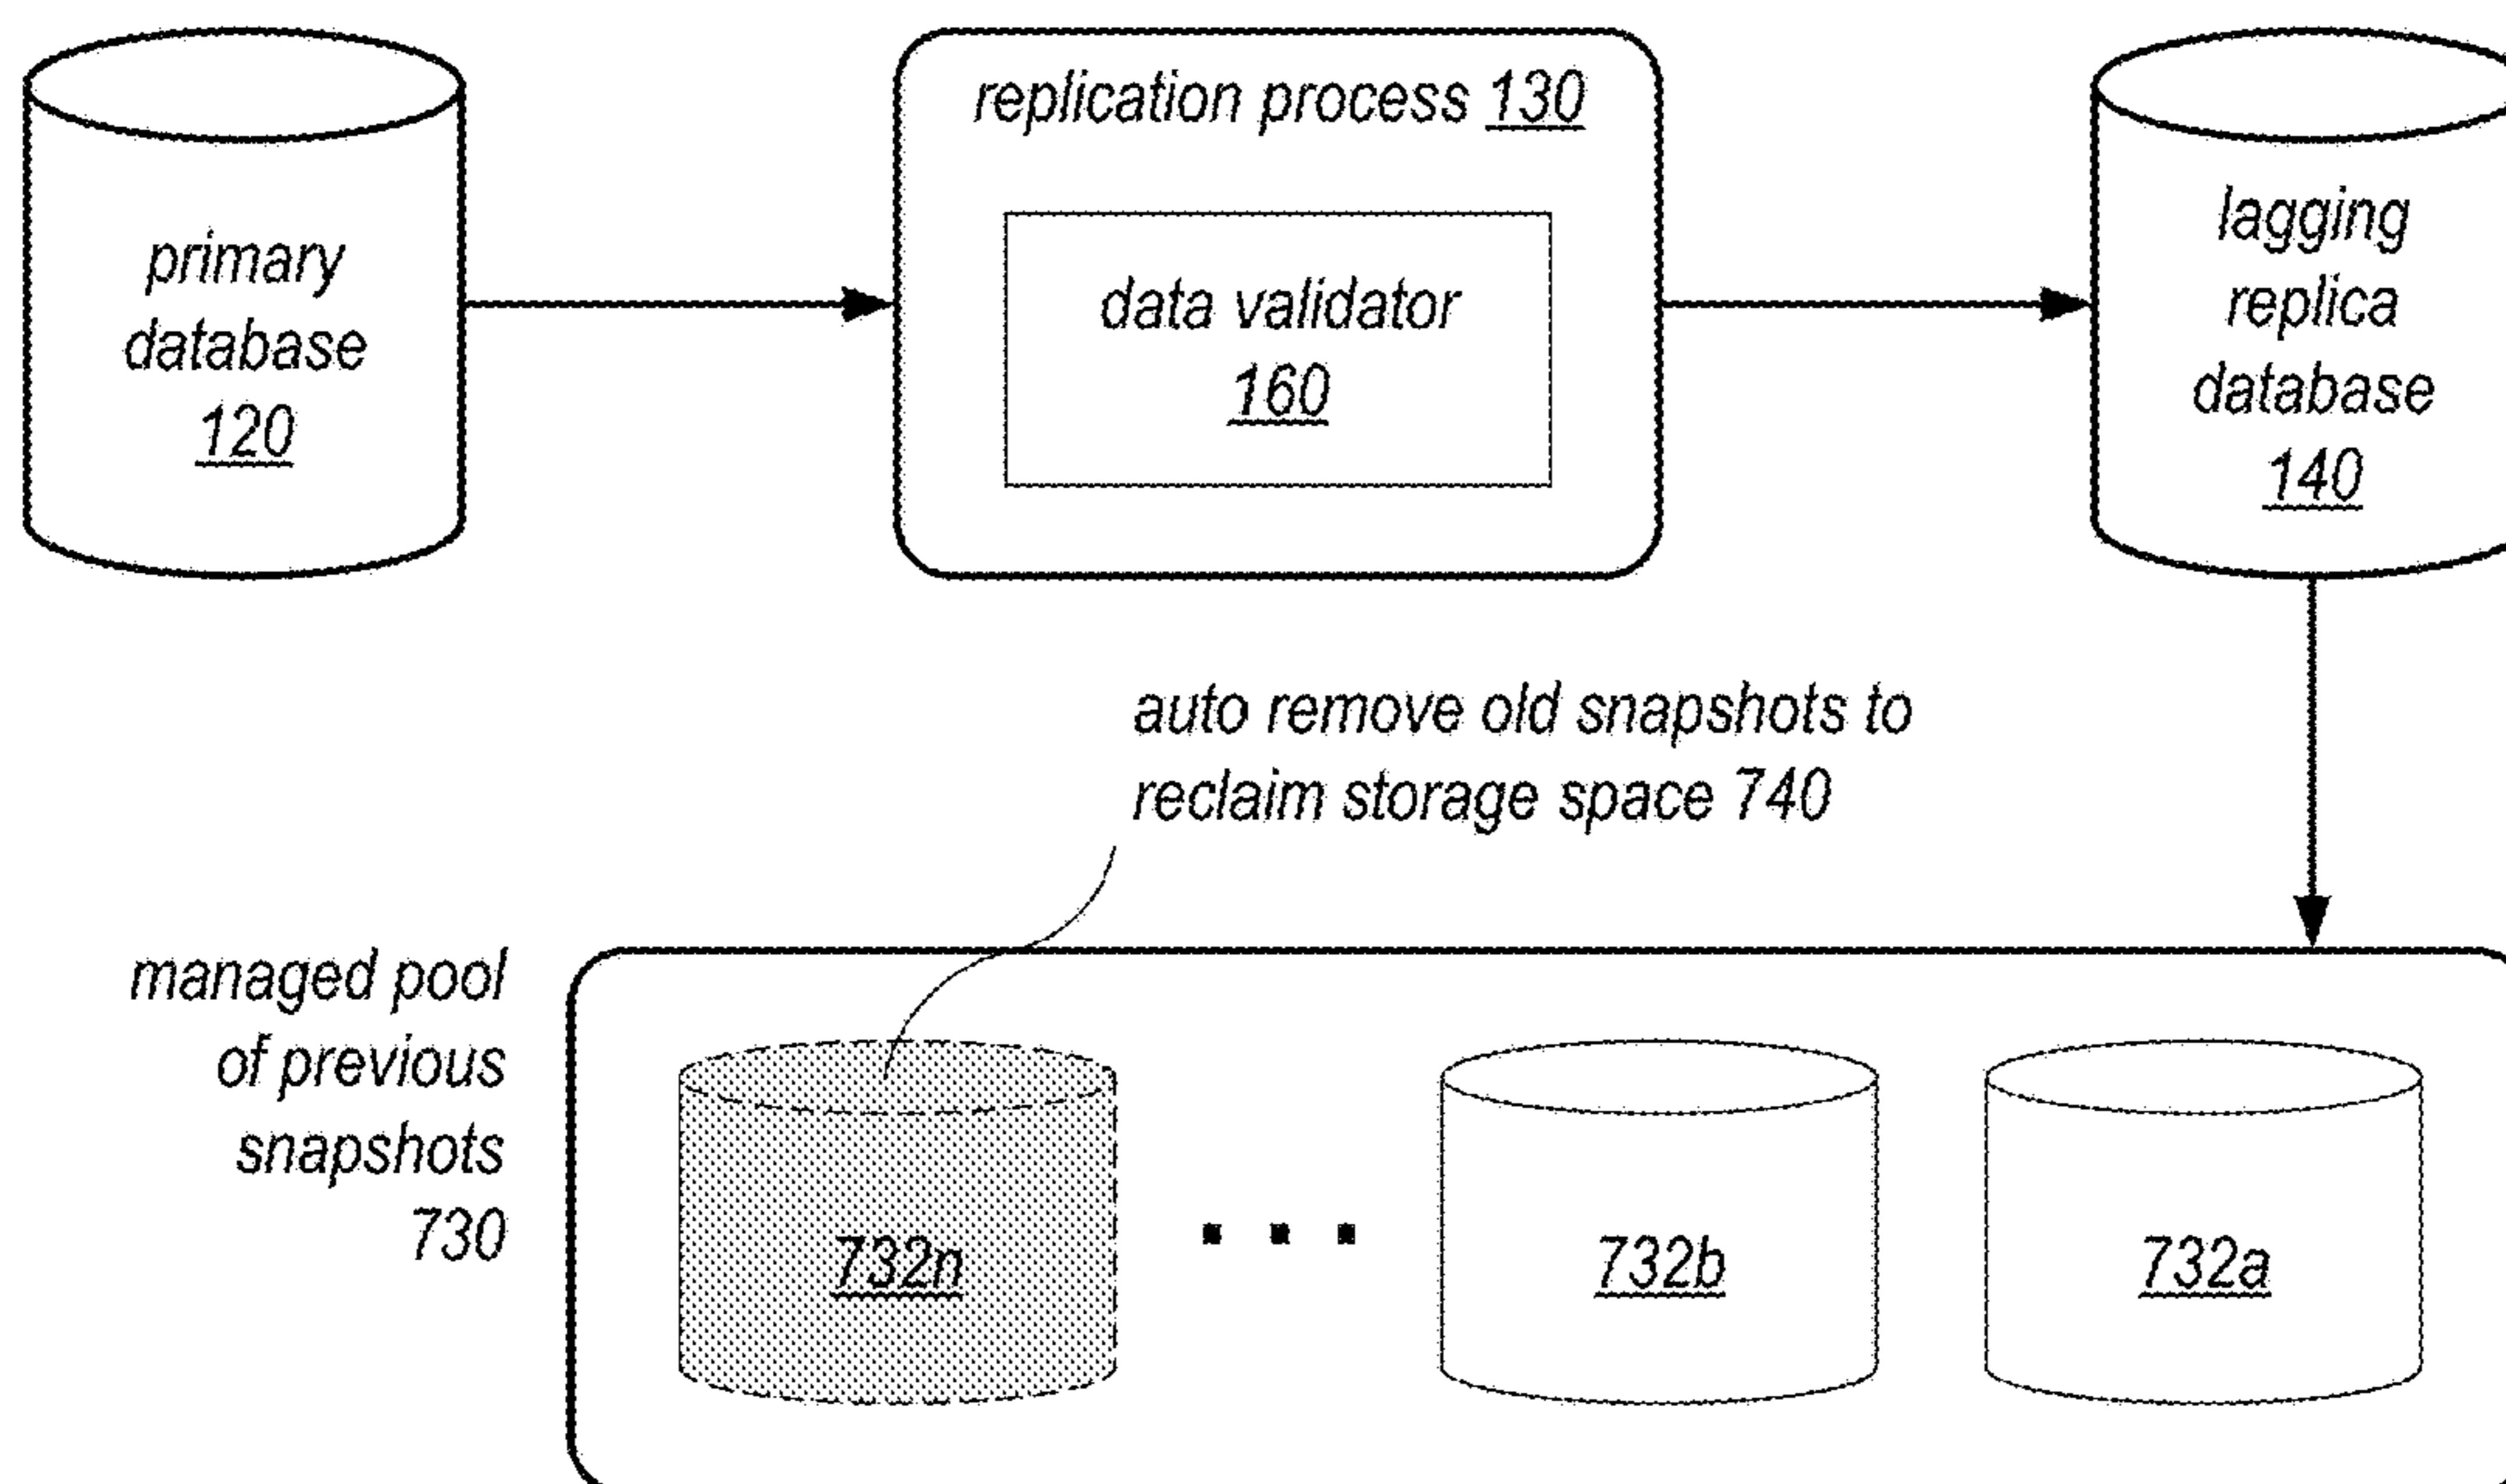 primary
database
120
replication process 130
data validator
160
lagging
replica
database
140
auto remove old snapshots to
reclaim storage space 740
managed pool
of previous
snapshots
730
732n
732b
732a